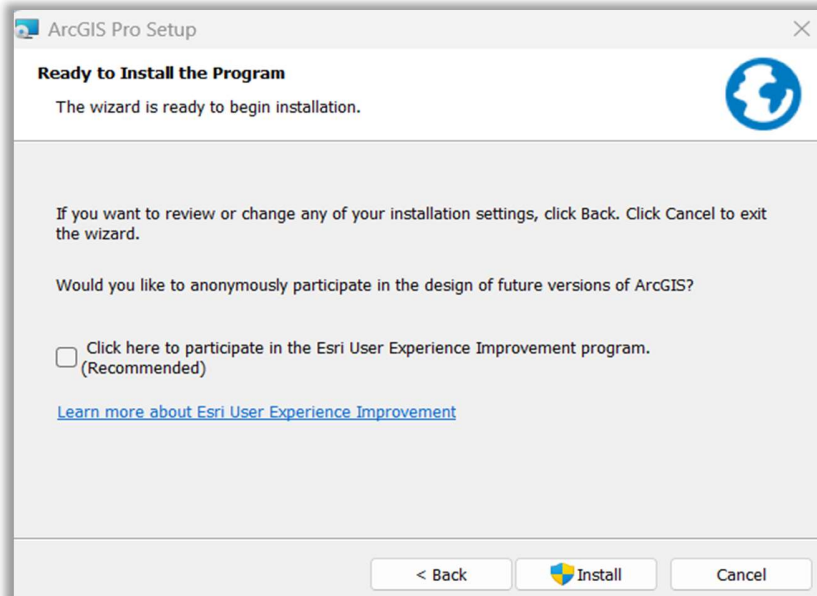 ArcGIS Pro Setup
Ready to Install the Program
The wizard is ready to begin installation.
If you want to review or change any of your installation settings, click Back. Click Cancel to exit
the wizard.
Would you like to anonymously participate in the design of future versions of ArcGIS?
Click here to participate in the Esri User Experience Improvement program.
(Recommended)
Learn more about Esri User Experience Improvement
< Back
Install
Cancel